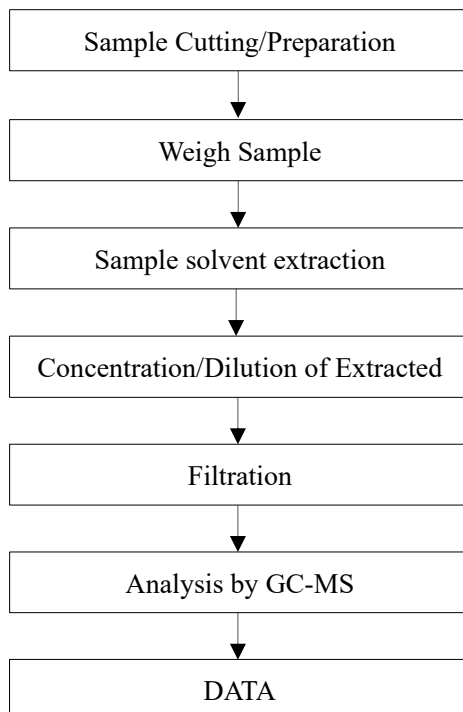 Sample Cutting/Preparation
Weigh Sample
Sample solvent extraction
Concentration/Dilution of Extracted
Filtration
Analysis by GC-MS
DATA